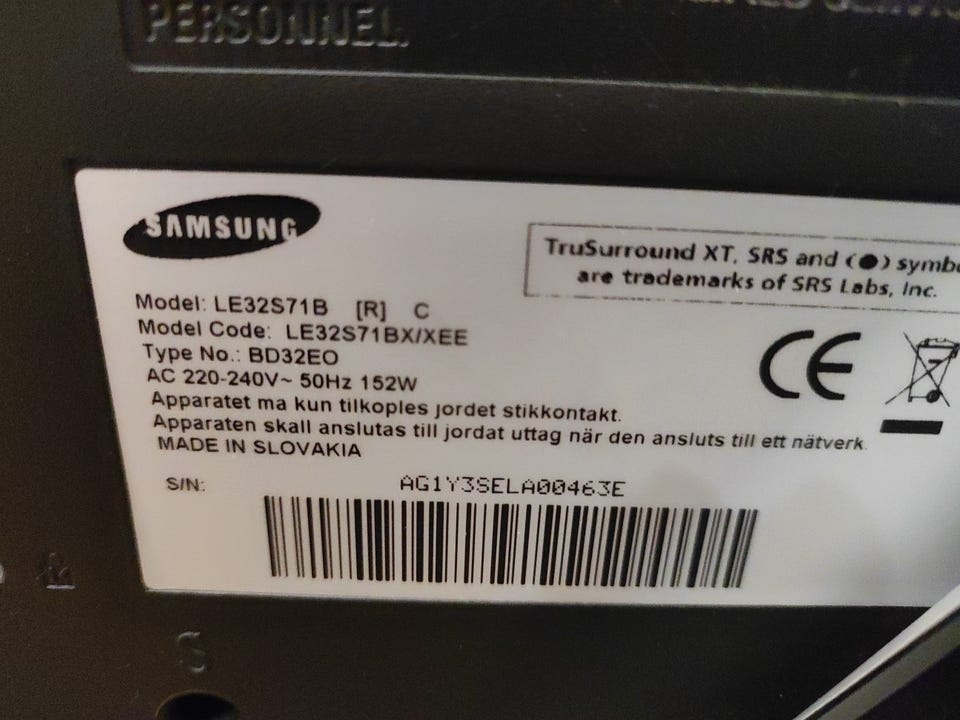 PERSONNEL.
SAMSUNG
TruSurround XT, SRS and (●) symbo
are trademarks of SRS Labs, Inc.
Model: LE32S71B [R] C
Model Code: LE32S71BX/XEE
Type No.: BD32EO
AC 220-240V~ 50Hz 152W
Apparatet ma kun tilkoples jordet stikkontakt.
Apparaten skall anslutas till jordat uttag när den ansluts till ett nätverk.
MADE IN SLOVAKIA
CE
S/N: AG1Y3SELA00463E
S